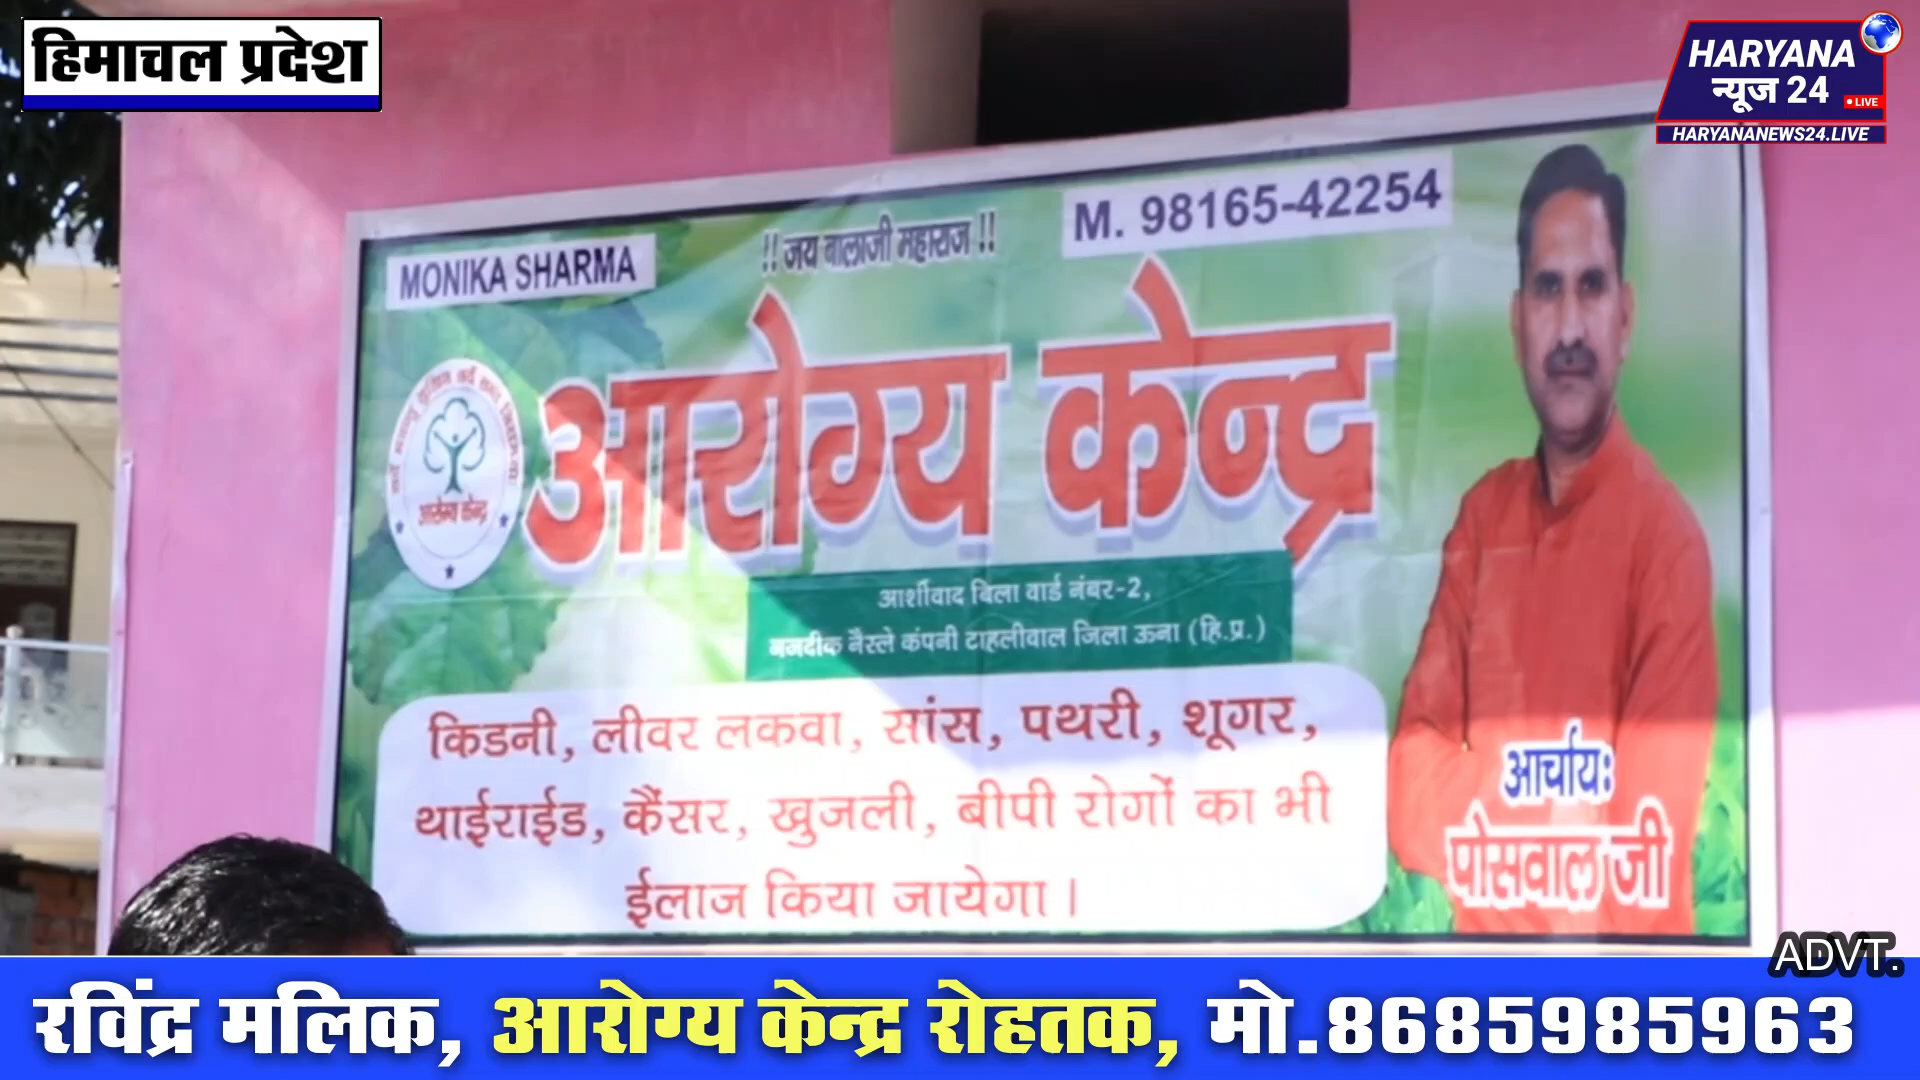 हिमाचल प्रदेश
HARYANA
न्यूज 24
LIVE
HARYANANEWS24.LIVE
MONIKA SHARMA
!! जय बालाजी महाराज !!
M. 98165-42254
आरोग्य केन्द्र
आरोग्य केन्द्र
आर्शीवाद बिला वार्ड नंबर-2,
नजदीक नैस्ले कंपनी टाहलीवाल जिला ऊना (हि.प्र.)
किडनी, लीवर लकवा, सांस, पथरी, शूगर,
थाईराईड, कैंसर, खुजली, बीपी रोगों का भी
ईलाज किया जायेगा।
आर्चायः
पोसवाल जी
ADVT.
रविंद्र मलिक, आरोग्य केन्द्र रोहतक, मो.8685985963